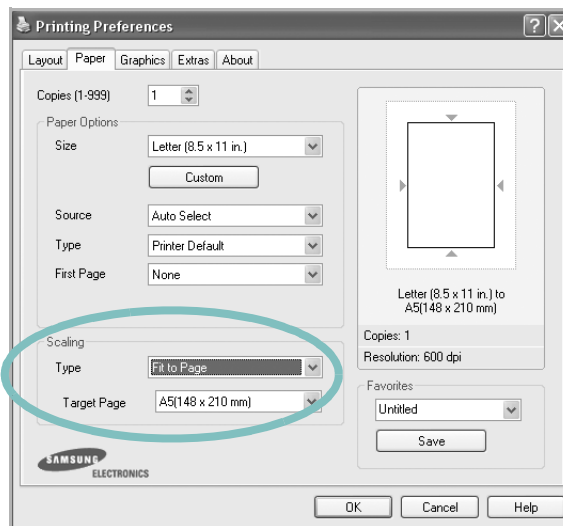 Printing Preferences
Layout Paper Graphics Extras About
Copies (1-999) 1
Paper Options
Size Letter (8.5 x 11 in.)
Custom
Source Auto Select
Type Printer Default
First Page None
Letter (8.5 x 11 in.) to
A5(148 x 210 mm)
Copies: 1
Resolution: 600 dpi
Scaling
Type Fit to Page
Target Page A5(148 x 210 mm)
Favorites
Untitled
Save
SAMSUNG
ELECTRONICS
OK Cancel Help